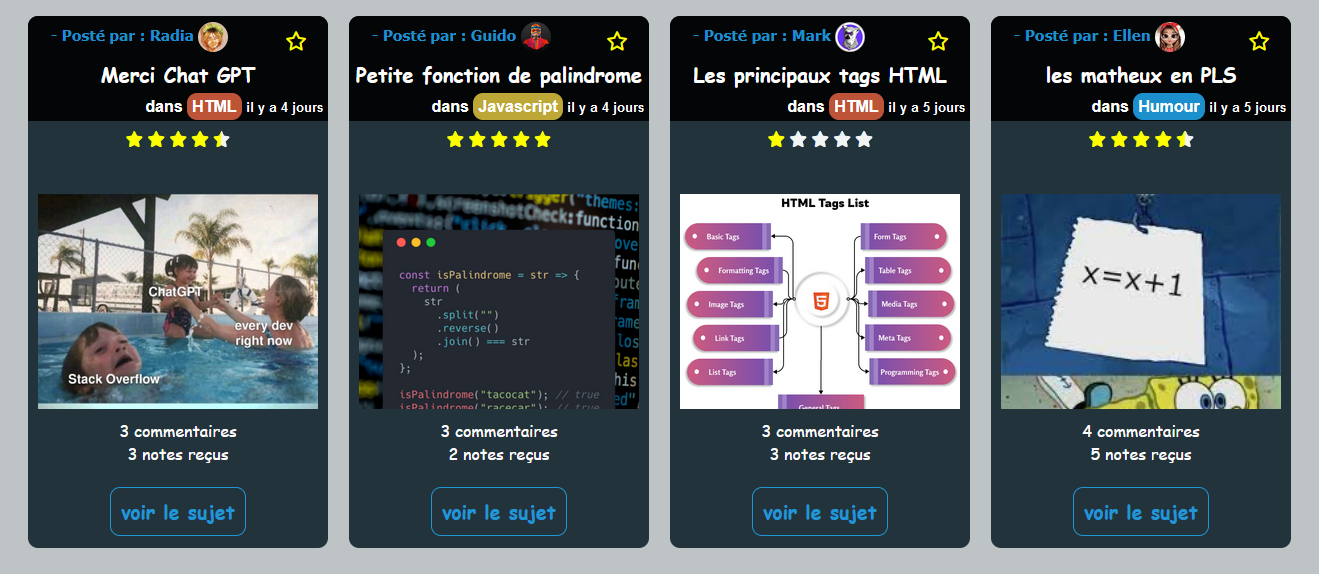 - Posté par : Radia
Merci Chat GPT
dans HTML il y a 4 jours
ChatGPT
every dev
right now
Stack Overflow
3 commentaires
3 notes reçus
voir le sujet
- Posté par : Guido
Petite fonction de palindrome
dans Javascript il y a 4 jours
const isPalindrome = str => {
return (
str
.split("")
.reverse()
.join() === str
);
};
isPalindrome("tacocat"); // true
isPalindrome("racecar"); // true
3 commentaires
2 notes reçus
voir le sujet
- Posté par : Mark
Les principaux tags HTML
dans HTML il y a 5 jours
HTML Tags List
Basic Tags
Form Tags
Formatting Tags
Table Tags
Image Tags
Media Tags
Link Tags
Meta Tags
List Tags
Programming Tags
General Tags
3 commentaires
3 notes reçus
voir le sujet
- Posté par : Ellen
les matheux en PLS
dans Humour il y a 5 jours
x=x+1
4 commentaires
5 notes reçus
voir le sujet